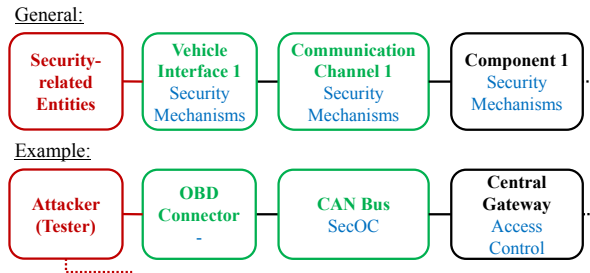 General:
Security-
related
Entities
Vehicle
Interface 1
Security
Mechanisms
Communication
Channel 1
Security
Mechanisms
Component 1
Security
Mechanisms
Example:
Attacker
(Tester)
OBD
Connector
-
CAN Bus
SecOC
Central
Gateway
Access
Control